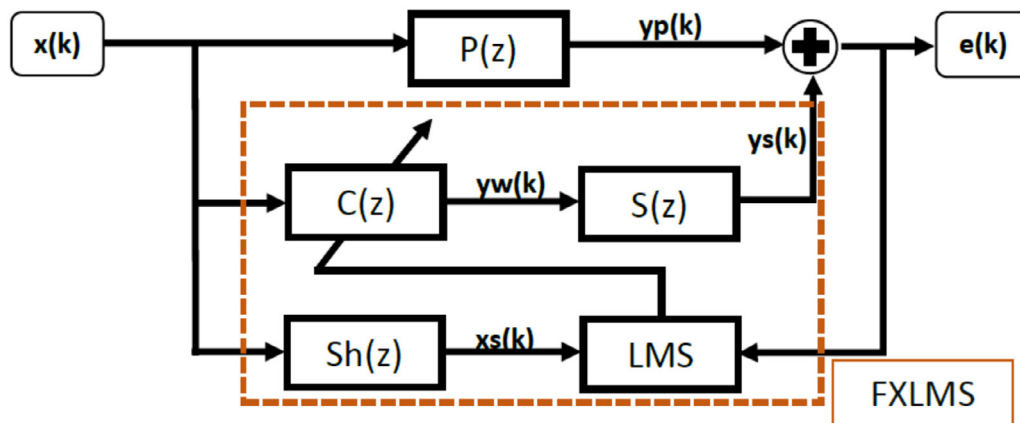 x(k)
P(z)
yp(k)
e(k)
ys(k)
C(z)
yw(k)
S(z)
Sh(z)
xs(k)
LMS
FXLMS